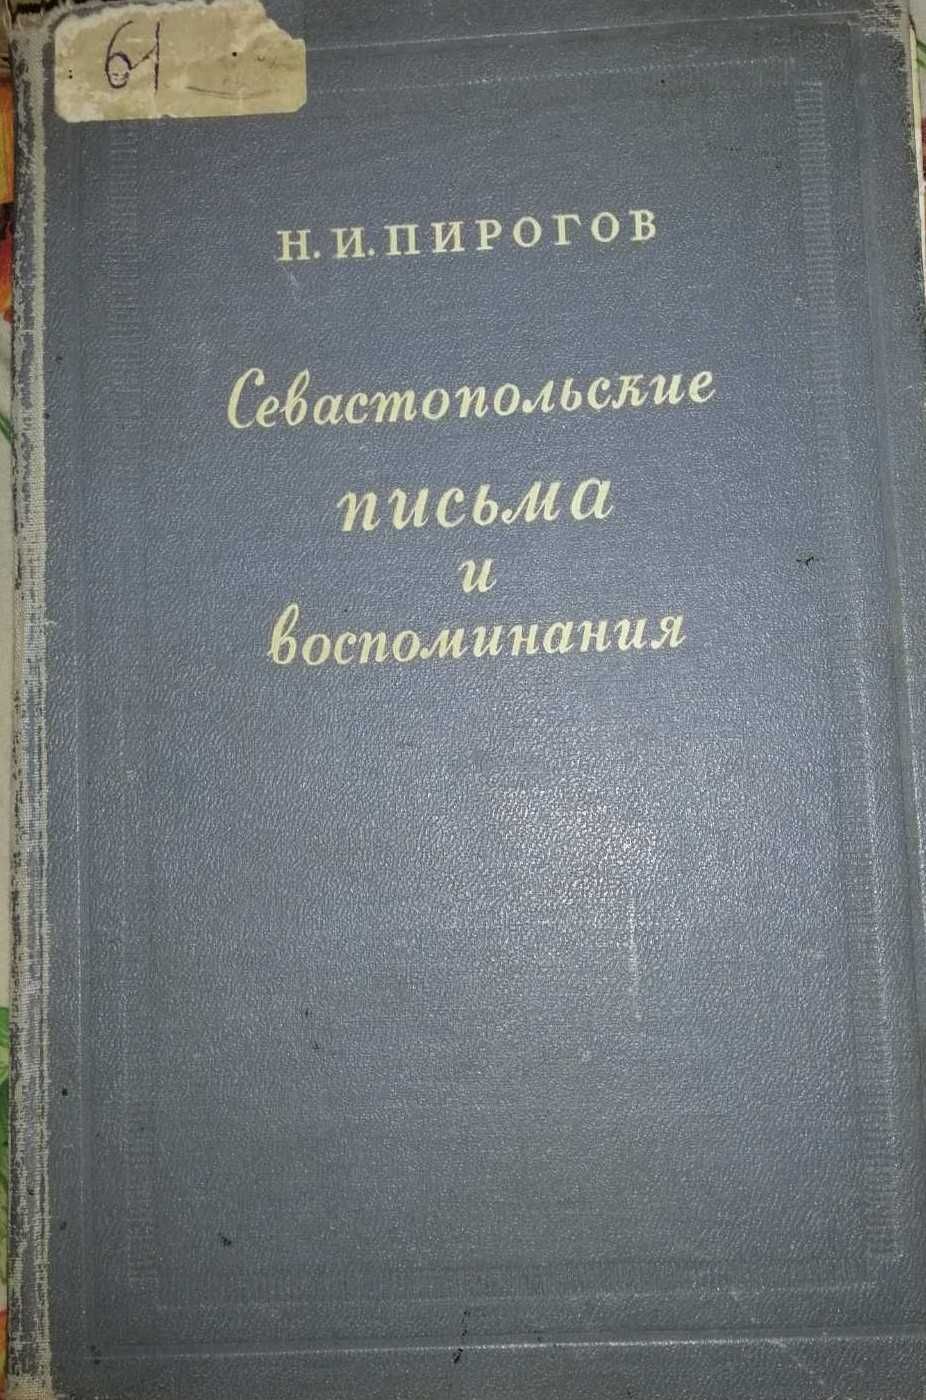 61
Н. И. ПИРОГОВ
Севастопольские
письма
и
воспоминания